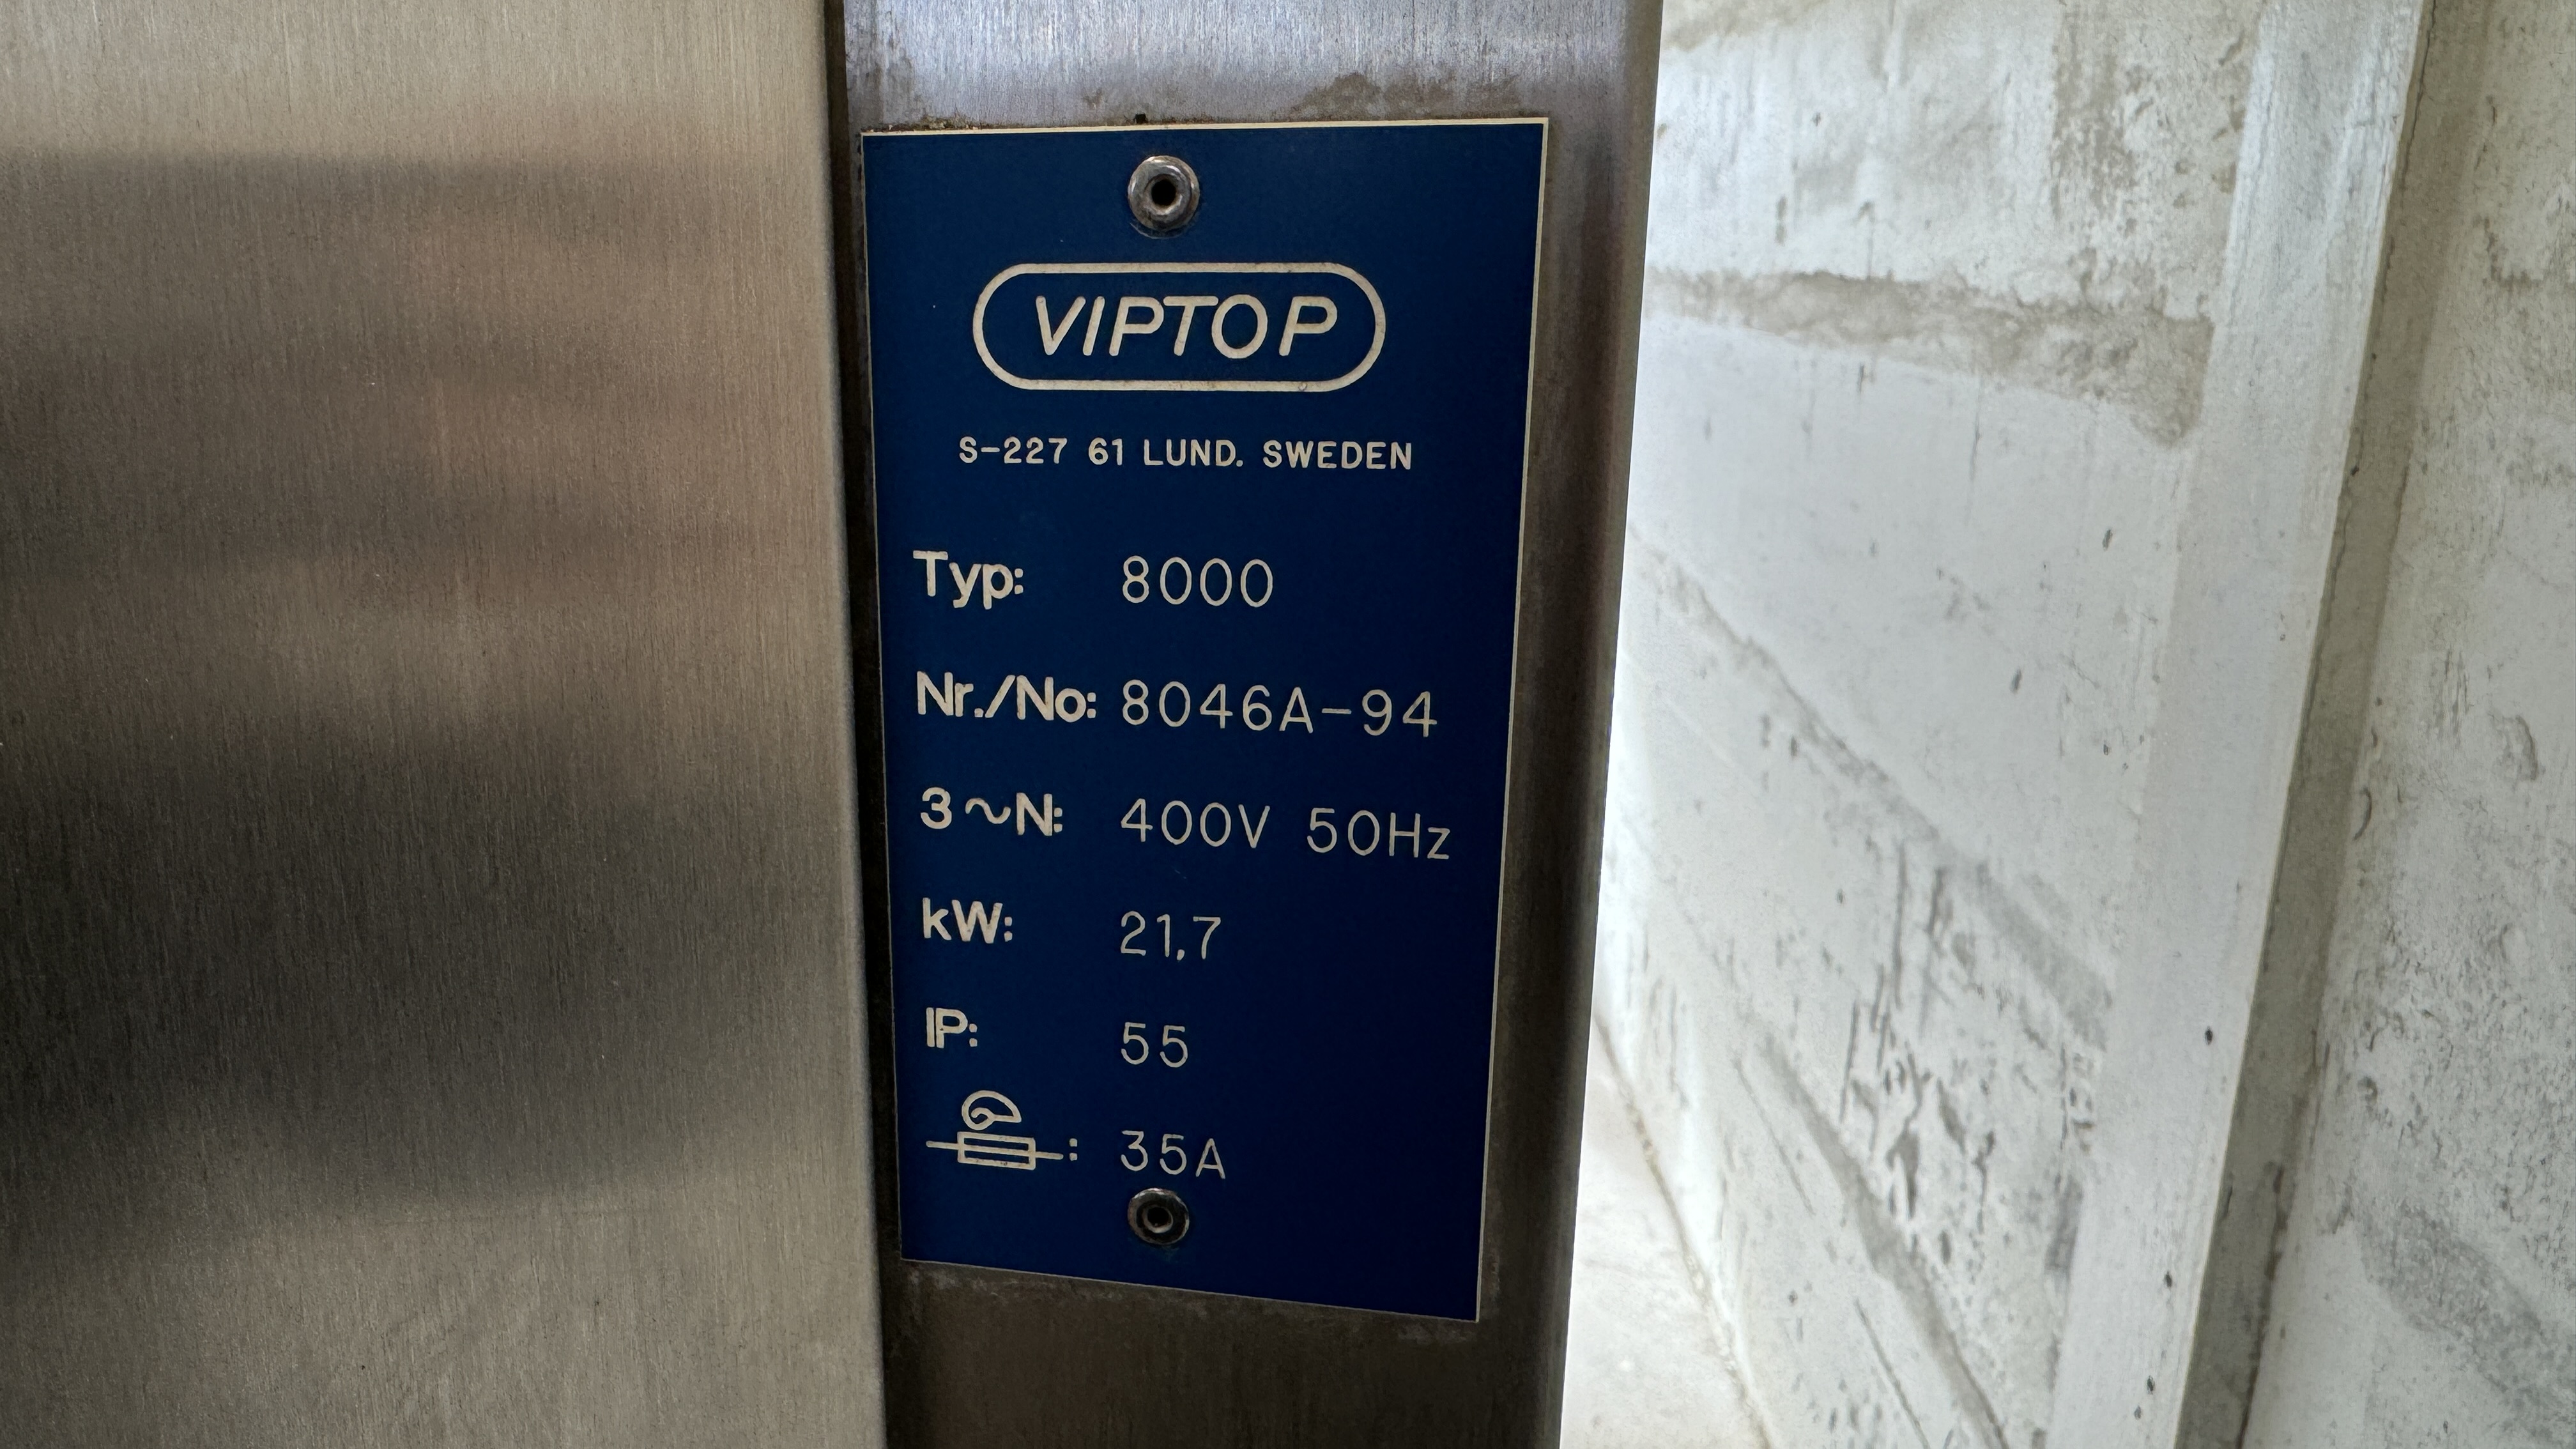 VIPTOP
S-227 61 LUND. SWEDEN
Typ: 8000
Nr./No: 8046A-94
3~N: 400V 50Hz
kW: 21,7
IP: 55
: 35A